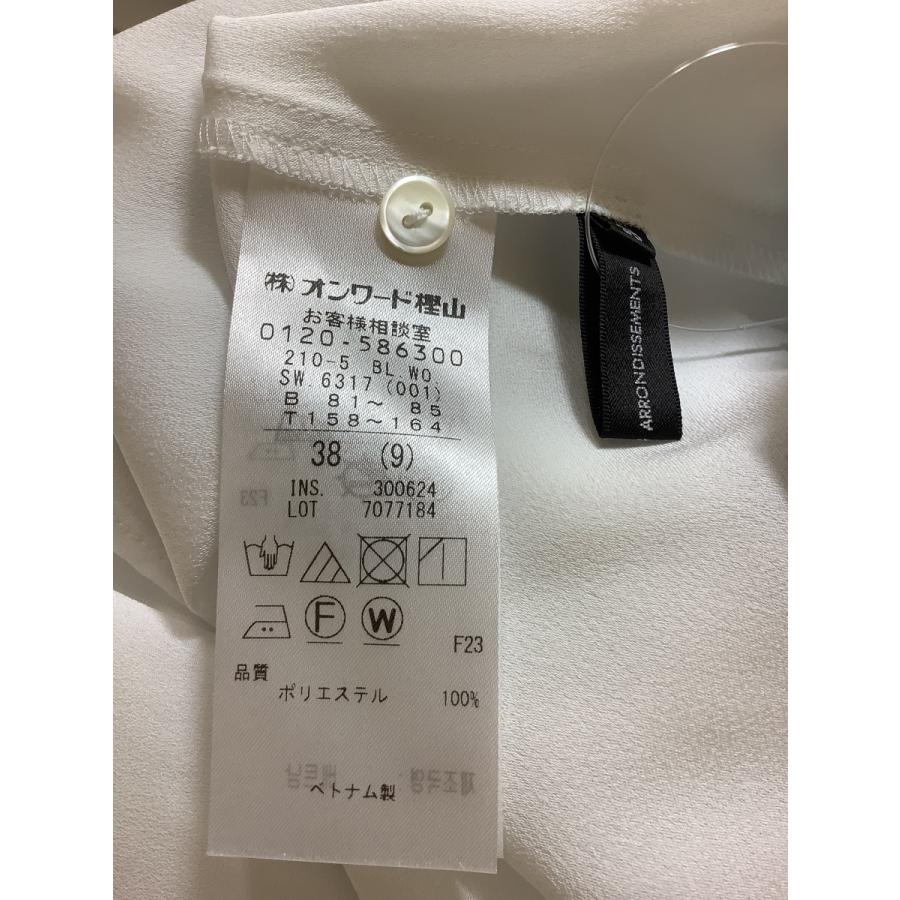 ㈱オンワード樫山
お客様相談室
0120-586300
210-5 BL.WO
SW.6317 (001)
B 81～ 85
T158～164
38 (9)
INS. 300624
LOT 7077184
F
W
F23
品質
ポリエステル 100%
ベトナム製
ARRONDISSEMENTS
F23